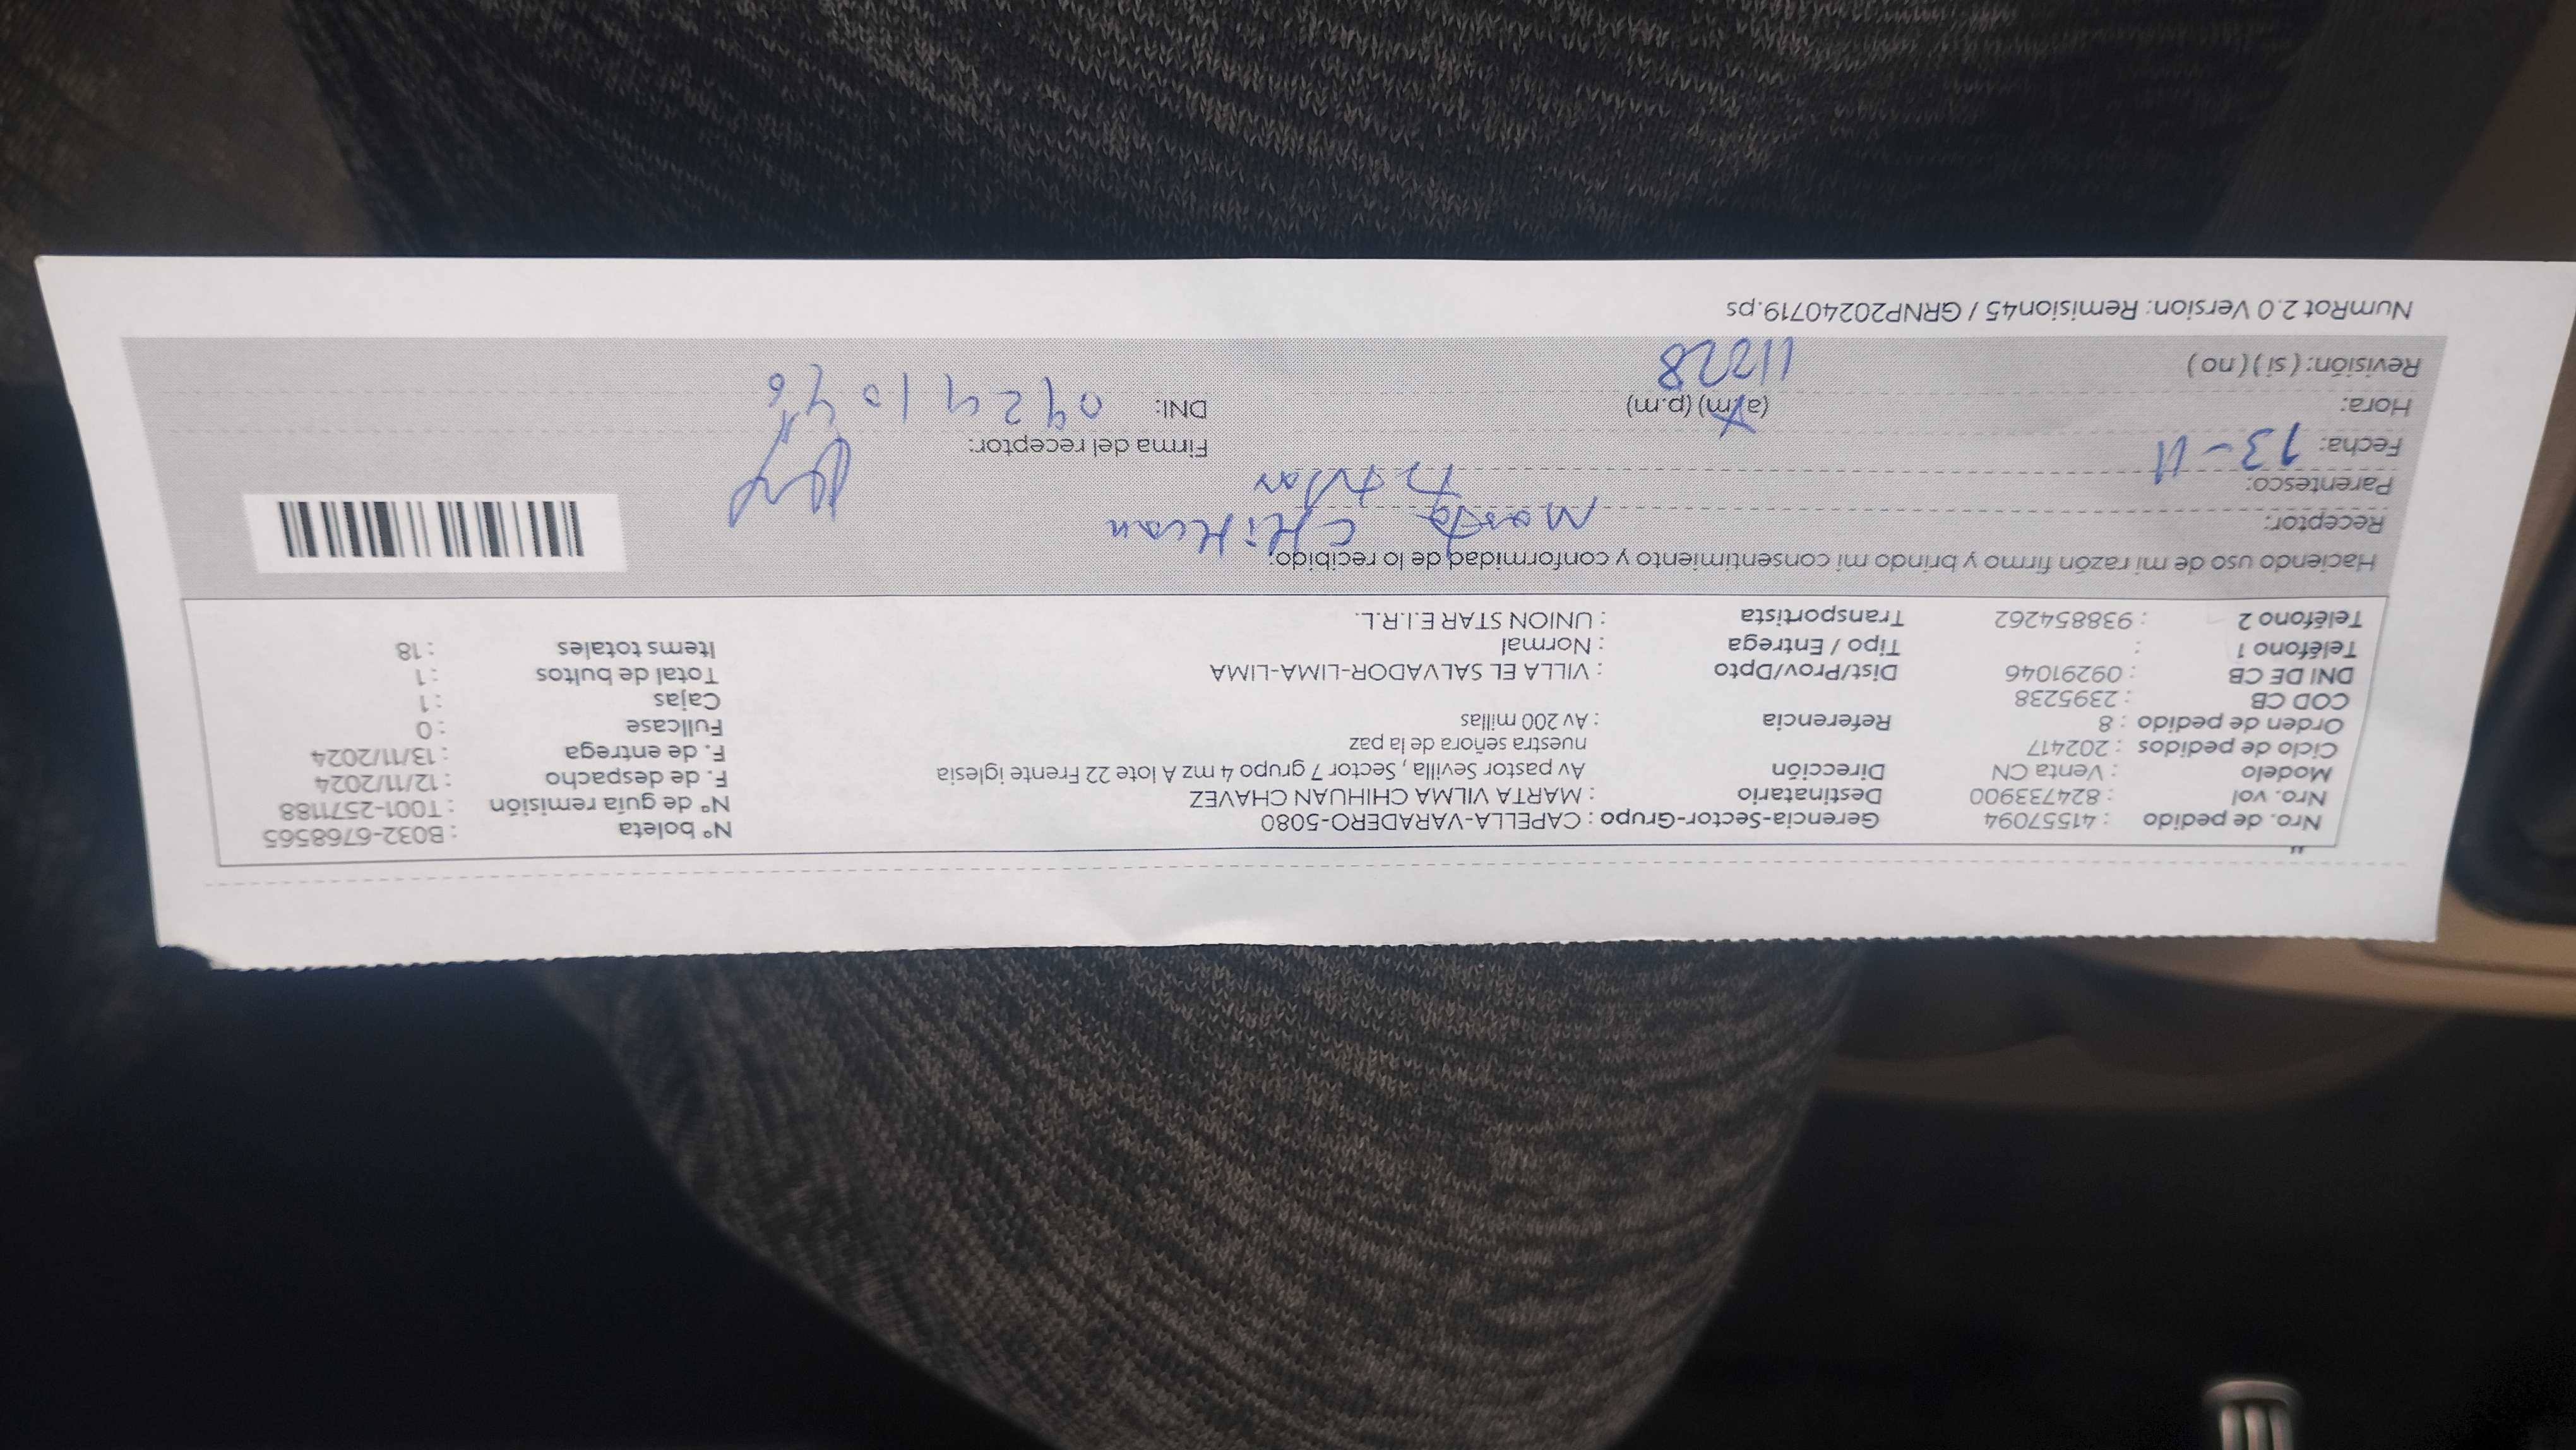 Nro. de pedido : 41557094 Gerencia-Sector-Grupo : CAPELLA-VARADERO-5080 Nº boleta : B032-6768565
Nro. vol : 824733900 Destinatario : MARTA VILMA CHIHUAN CHAVEZ Nº de guía remisión : T001-2571188
Modelo : Venta CN Dirección Av pastor Sevilla , Sector 7 grupo 4 mz A lote 22 Frente iglesia F. de despacho : 12/11/2024
Ciclo de pedidos : 202417 nuestra señora de la paz F. de entrega : 13/11/2024
Orden de pedido : 8 Referencia : Av 200 millas Fullcase : 0
COD CB : 2395238 Cajas : 1
DNI DE CB : 09291046 Dist/Prov/Dpto : VILLA EL SALVADOR-LIMA-LIMA Total de bultos : 1
Teléfono 1 : Tipo / Entrega : Normal Items totales : 18
Teléfono 2 : 938854262 Transportista : UNION STAR E.I.R.L.
Haciendo uso de mi razón firmo y brindo mi consentimiento y conformidad de lo recibido:
Receptor: Marta CHiHuan
Parentesco: titular
Fecha: 13-11 Firma del receptor:
Hora: (a.m) (p.m) DNI:
Revisión: ( si ) ( no )
NumRot 2.0 Version: Remision45 / GRNP20240719.ps